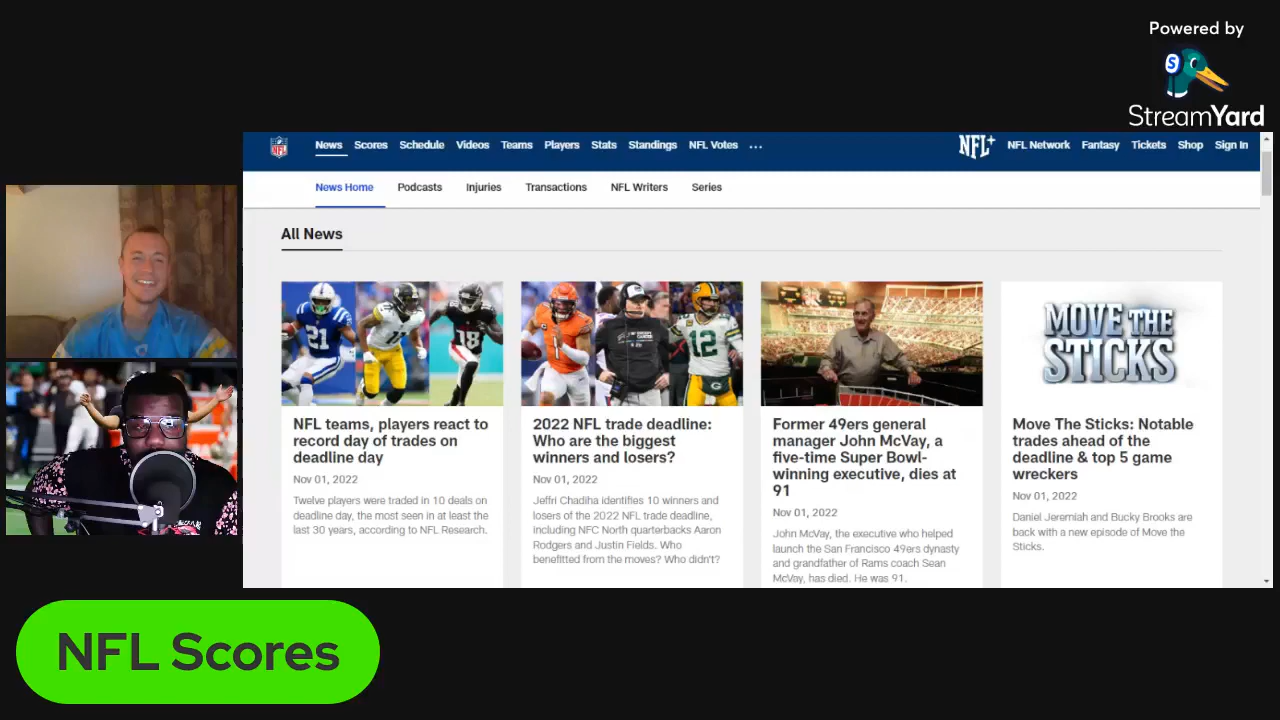 Powered by
StreamYard
NFL
News Scores Schedule Videos Teams Players Stats Standings NFL Votes ...
NFL+ NFL Network Fantasy Tickets Shop Sign In
News Home Podcasts Injuries Transactions NFL Writers Series
All News
21
18
1
12
MOVE THE
STICKS
NFL teams, players react to
record day of trades on
deadline day
Nov 01, 2022
Twelve players were traded in 10 deals on
deadline day, the most seen in at least the
last 30 years, according to NFL Research.
2022 NFL trade deadline:
Who are the biggest
winners and losers?
Nov 01, 2022
Jeffri Chadiha identifies 10 winners and
losers of the 2022 NFL trade deadline,
including NFC North quarterbacks Aaron
Rodgers and Justin Fields. Who
benefitted from the moves? Who didn't?
Former 49ers general
manager John McVay, a
five-time Super Bowl-
winning executive, dies at
91
Nov 01, 2022
John McVay, the executive who helped
launch the San Francisco 49ers dynasty
and grandfather of Rams coach Sean
McVay, has died. He was 91.
Move The Sticks: Notable
trades ahead of the
deadline & top 5 game
wreckers
Nov 01, 2022
Daniel Jeremiah and Bucky Brooks are
back with a new episode of Move the
Sticks.
NFL Scores